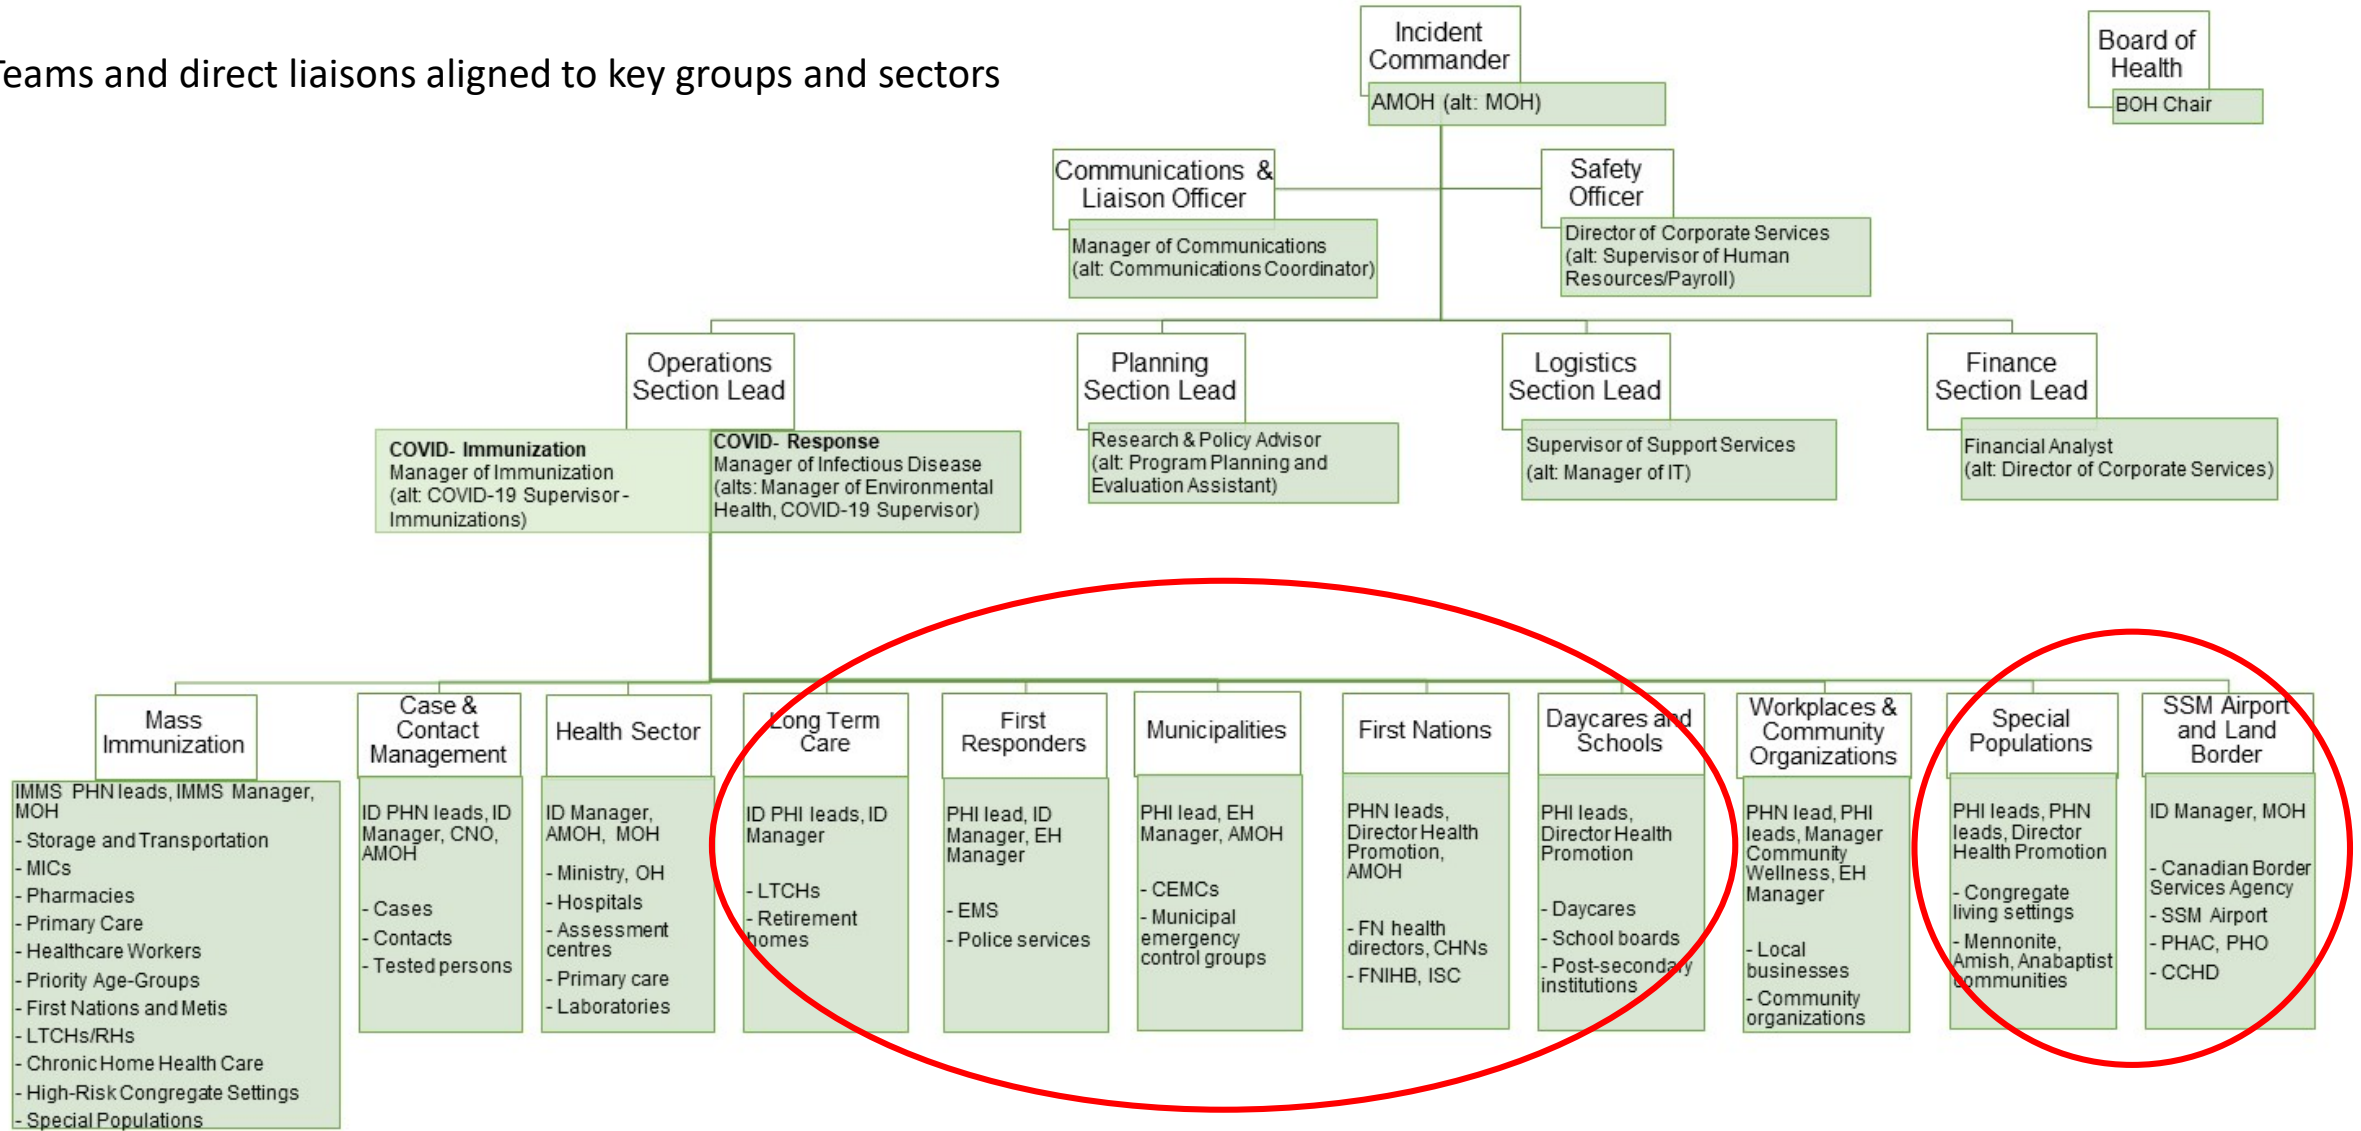 Teams and direct liaisons aligned to key groups and sectors
Incident
Commander
AMOH (alt: MOH)
Board of
Health
BOH Chair
Communications &
Liaison Officer
Manager of Communications
(alt: Communications Coordinator)
Safety
Officer
Director of Corporate Services
(alt: Supervisor of Human
Resources/Payroll)
Operations
Section Lead
COVID- Immunization
Manager of Immunization
(alt: COVID-19 Supervisor -
Immunizations)
COVID- Response
Manager of Infectious Disease
(alts: Manager of Environmental
Health, COVID-19 Supervisor)
Planning
Section Lead
Research & Policy Advisor
(alt: Program Planning and
Evaluation Assistant)
Logistics
Section Lead
Supervisor of Support Services
(alt: Manager of IT)
Finance
Section Lead
Financial Analyst
(alt: Director of Corporate Services)
Mass
Immunization
IMMS PHN leads, IMMS Manager,
MOH
- Storage and Transportation
- MICs
- Pharmacies
- Primary Care
- Healthcare Workers
- Priority Age-Groups
- First Nations and Metis
- LTCHs/RHs
- Chronic Home Health Care
- High-Risk Congregate Settings
- Special Populations
Case &
Contact
Management
ID PHN leads, ID
Manager, CNO,
AMOH
- Cases
- Contacts
- Tested persons
Health Sector
ID Manager,
AMOH, MOH
- Ministry, OH
- Hospitals
- Assessment
centres
- Primary care
- Laboratories
Long Term
Care
ID PHI leads, ID
Manager
- LTCHs
- Retirement
homes
First
Responders
PHI lead, ID
Manager, EH
Manager
- EMS
- Police services
Municipalities
PHI lead, EH
Manager, AMOH
- CEMCs
- Municipal
emergency
control groups
First Nations
PHN leads,
Director Health
Promotion,
AMOH
- FN health
directors, CHNs
- FNIHB, ISC
Daycares and
Schools
PHI leads,
Director Health
Promotion
- Daycares
- School boards
- Post-secondary
institutions
Workplaces &
Community
Organizations
PHN lead, PHI
leads, Manager
Community
Wellness, EH
Manager
- Local
businesses
- Community
organizations
Special
Populations
PHI leads, PHN
leads, Director
Health Promotion
- Congregate
living settings
- Mennonite,
Amish, Anabaptist
communities
SSM Airport
and Land
Border
ID Manager, MOH
- Canadian Border
Services Agency
- SSM Airport
- PHAC, PHO
- CCHD